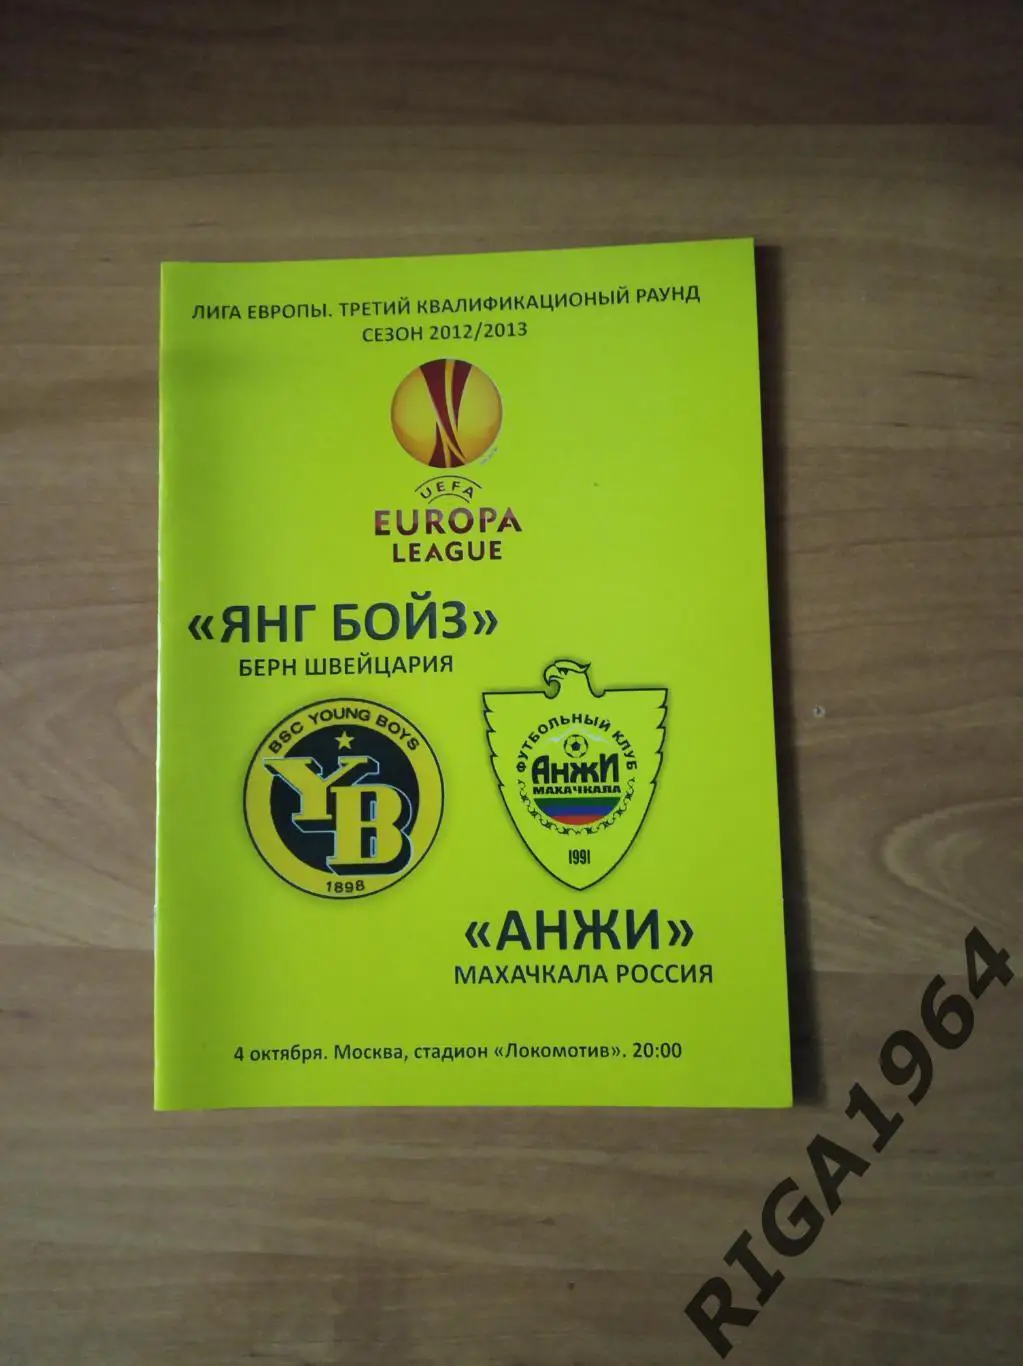 ЛИГА ЕВРОПЫ. ТРЕТИЙ КВАЛИФИКАЦИОНЫЙ РАУНД
СЕЗОН 2012/2013
UEFA
EUROPA
LEAGUE
«ЯНГ БОЙЗ»
БЕРН ШВЕЙЦАРИЯ
BSC YOUNG BOYS
YB
1898
ФУТБОЛЬНЫЙ КЛУБ
АНЖИ
МАХАЧКАЛА
1991
«АНЖИ»
МАХАЧКАЛА РОССИЯ
4 октября. Москва, стадион «Локомотив». 20:00
RIGA1964